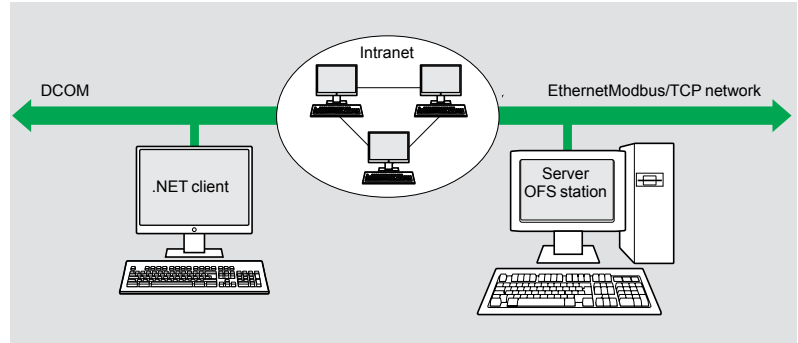 Intranet
DCOM
EthernetModbus/TCP network
.NET client
Server
OFS station